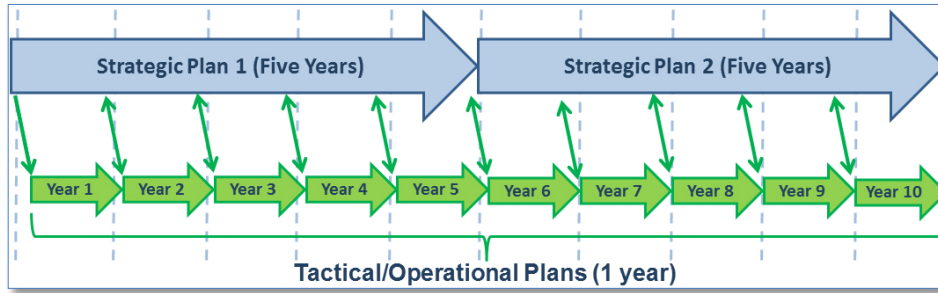 Strategic Plan 1 (Five Years)
Strategic Plan 2 (Five Years)
Year 1
Year 2
Year 3
Year 4
Year 5
Year 6
Year 7
Year 8
Year 9
Year 10
Tactical/Operational Plans (1 year)